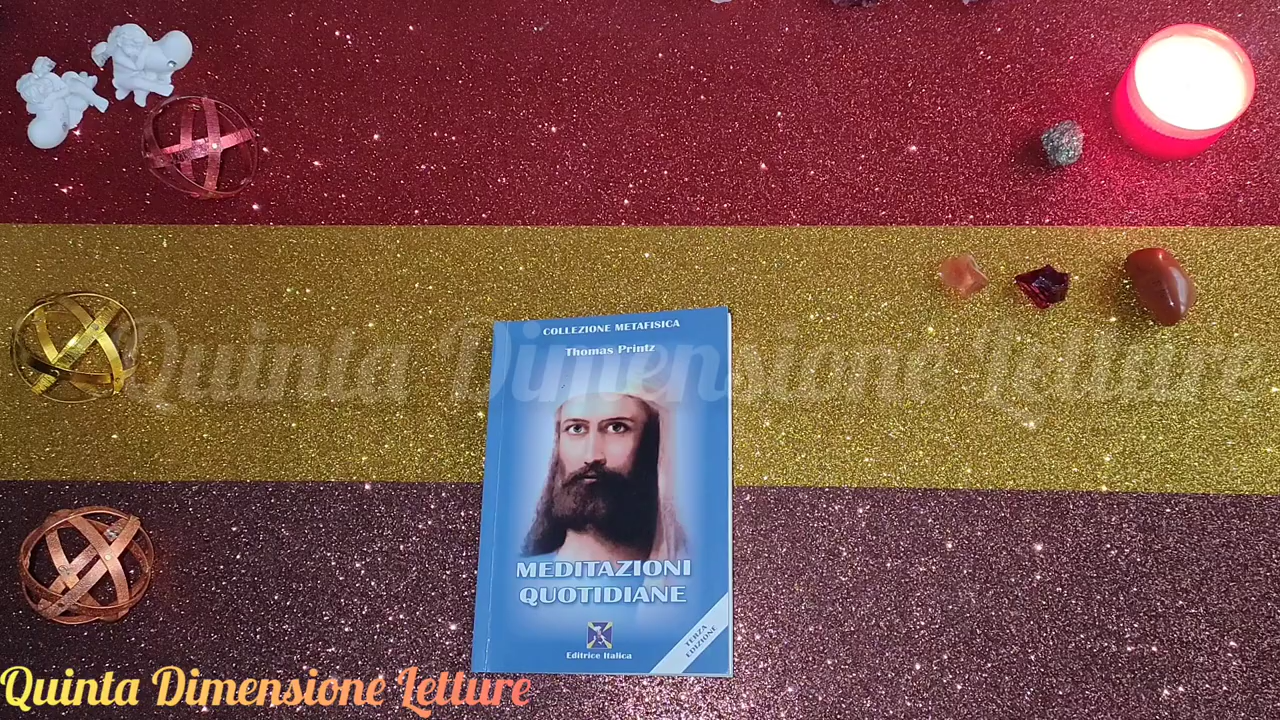 COLLEZIONE METAFISICA
Thomas Printz
Quinta Dimensione Letture
MEDITAZIONI
QUOTIDIANE
TERZA
EDIZIONE
Editrice Italica
Quinta Dimensione Letture